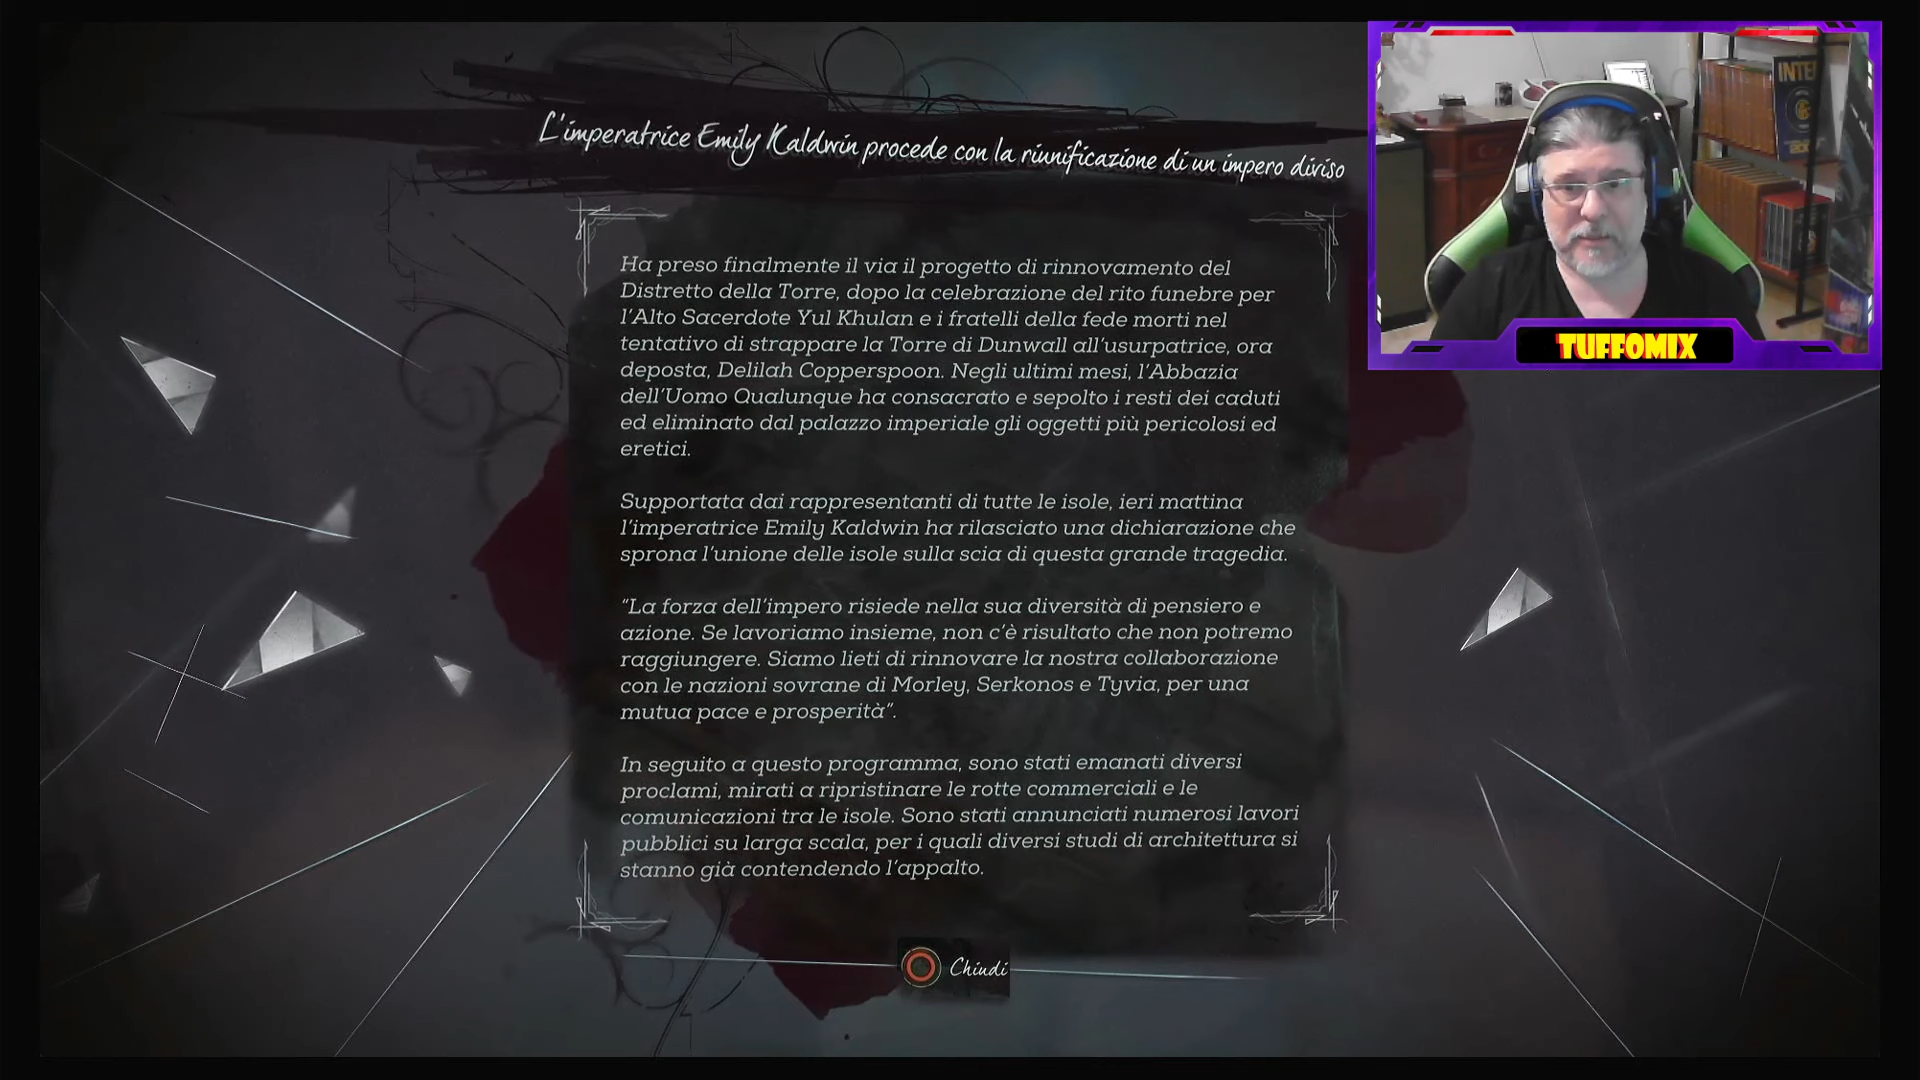 L'imperatrice Emily Kaldwin procede con la riunificazione di un impero diviso
INTER
TUFFOMIX
Ha preso finalmente il via il progetto di rinnovamento del
Distretto della Torre, dopo la celebrazione del rito funebre per
l'Alto Sacerdote Yul Khulan e i fratelli della fede morti nel
tentativo di strappare la Torre di Dunwall all'usurpatrice, ora
deposta, Delilah Copperspoon. Negli ultimi mesi, l'Abbazia
dell'Uomo Qualunque ha consacrato e sepolto i resti dei caduti
ed eliminato dal palazzo imperiale gli oggetti più pericolosi ed
eretici.
Supportata dai rappresentanti di tutte le isole, ieri mattina
l'imperatrice Emily Kaldwin ha rilasciato una dichiarazione che
sprona l'unione delle isole sulla scia di questa grande tragedia.
“La forza dell'impero risiede nella sua diversità di pensiero e
azione. Se lavoriamo insieme, non c'è risultato che non potremo
raggiungere. Siamo lieti di rinnovare la nostra collaborazione
con le nazioni sovrane di Morley, Serkonos e Tyvia, per una
mutua pace e prosperità”.
In seguito a questo programma, sono stati emanati diversi
proclami, mirati a ripristinare le rotte commerciali e le
comunicazioni tra le isole. Sono stati annunciati numerosi lavori
pubblici su larga scala, per i quali diversi studi di architettura si
stanno già contendendo l'appalto.
Chiudi